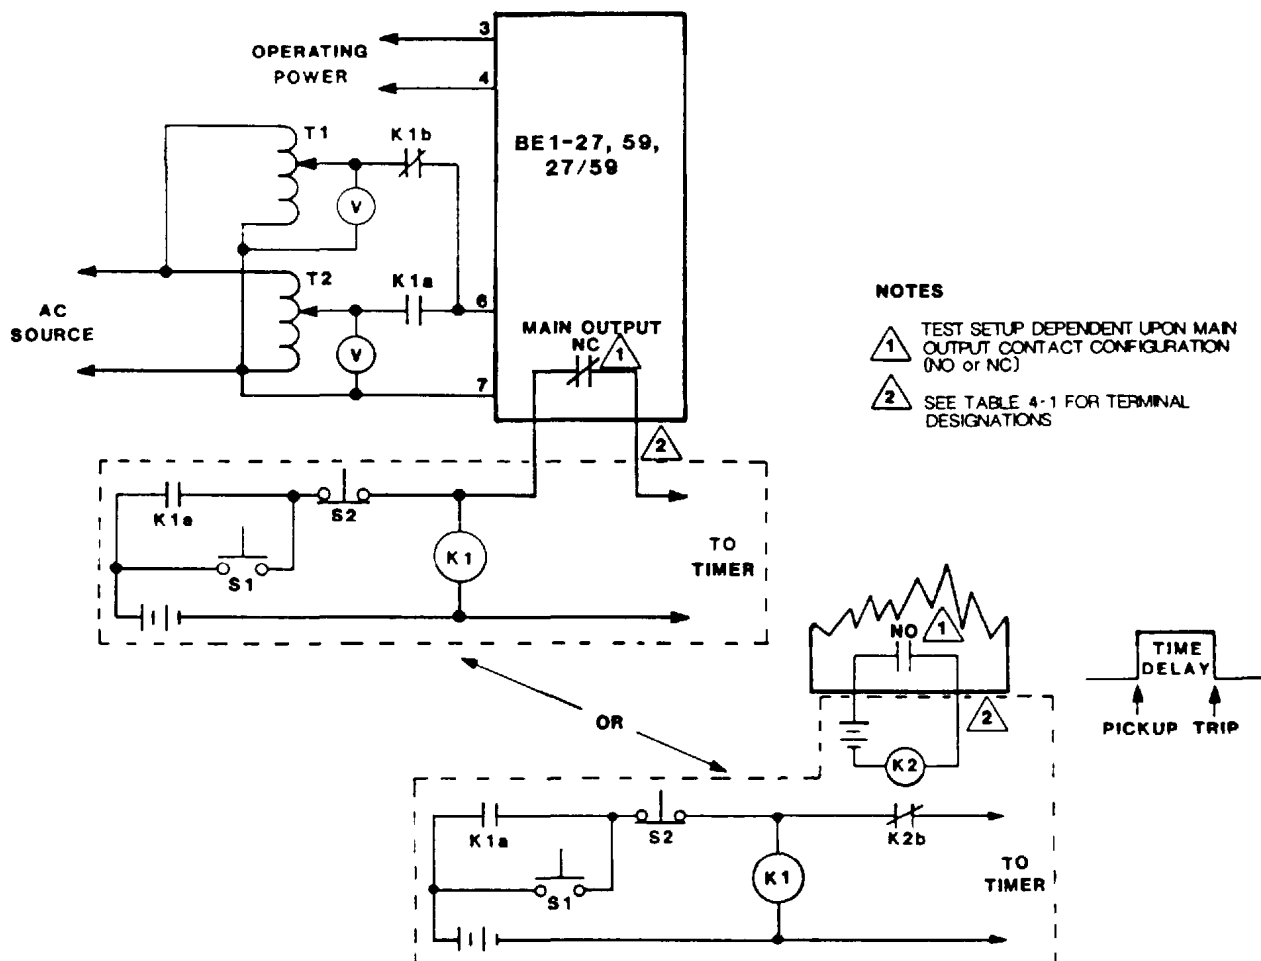 OPERATING
POWER
3
4
T1
K1b
V
BE1-27, 59,
27/59
AC
SOURCE
T2
K1a
V
6
7
MAIN OUTPUT
NC
1
2
NOTES
1 TEST SETUP DEPENDENT UPON MAIN
OUTPUT CONTACT CONFIGURATION
(NO or NC)
2 SEE TABLE 4-1 FOR TERMINAL
DESIGNATIONS
K1a
S1
S2
K1
TO
TIMER
OR
NO
1
2
K2
TIME
DELAY
PICKUP TRIP
K1a
S1
S2
K1
K2b
TO
TIMER